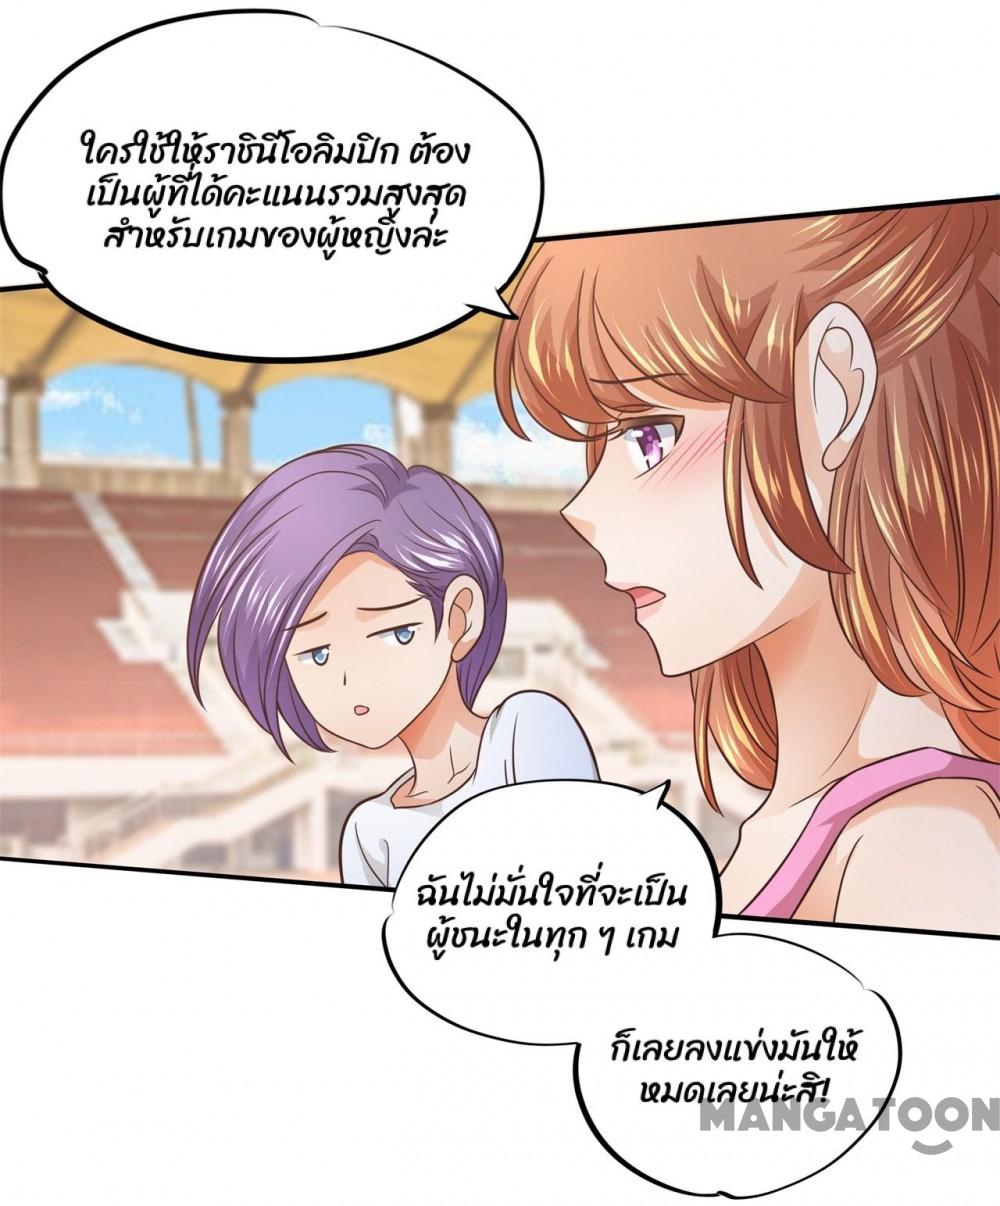 ใครใช้ให้ราชินีโอลิมปิก ต้อง
เป็นผู้ที่ได้คะแนนรวมสูงสุด
สำหรับเกมของผู้หญิงล่ะ
ฉันไม่มั่นใจที่จะเป็น
ผู้ชนะในทุก ๆ เกม
ก็เลยลงแข่งมันให้
หมดเลยน่ะสิ!
MANGATOON